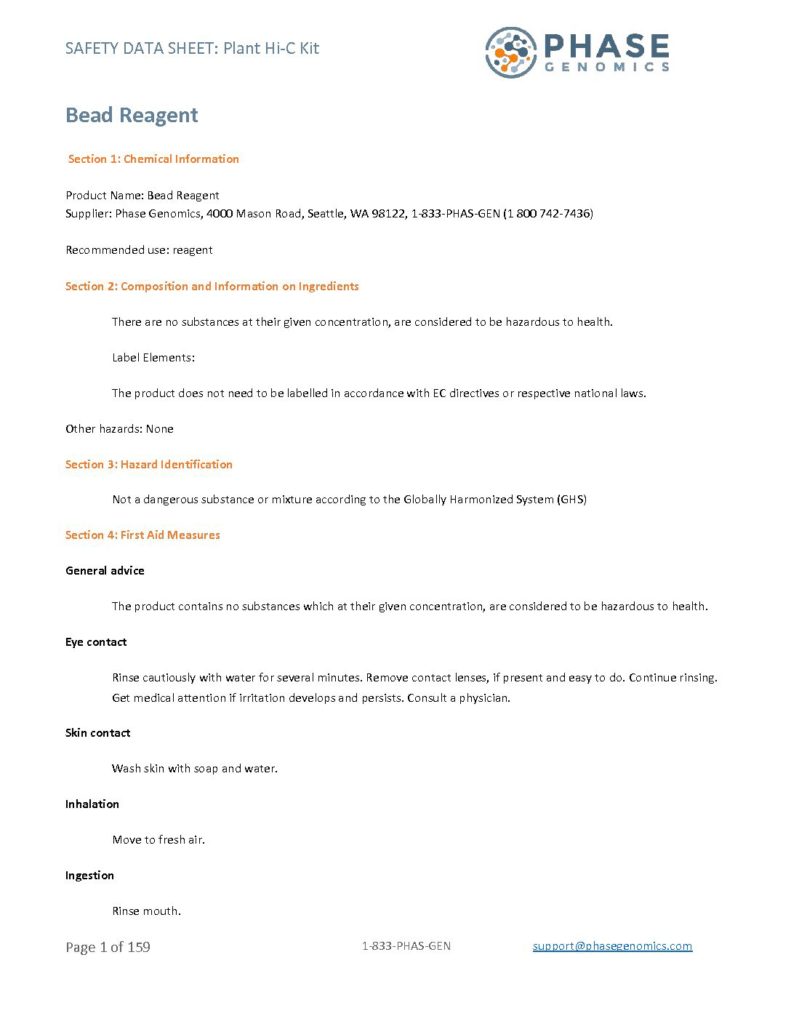 SAFETY DATA SHEET: Plant Hi-C Kit
PHASE
GENOMICS
Bead Reagent
Section 1: Chemical Information
Product Name: Bead Reagent
Supplier: Phase Genomics, 4000 Mason Road, Seattle, WA 98122, 1-833-PHAS-GEN (1 800 742-7436)
Recommended use: reagent
Section 2: Composition and Information on Ingredients
There are no substances at their given concentration, are considered to be hazardous to health.
Label Elements:
The product does not need to be labelled in accordance with EC directives or respective national laws.
Other hazards: None
Section 3: Hazard Identification
Not a dangerous substance or mixture according to the Globally Harmonized System (GHS)
Section 4: First Aid Measures
General advice
The product contains no substances which at their given concentration, are considered to be hazardous to health.
Eye contact
Rinse cautiously with water for several minutes. Remove contact lenses, if present and easy to do. Continue rinsing.
Get medical attention if irritation develops and persists. Consult a physician.
Skin contact
Wash skin with soap and water.
Inhalation
Move to fresh air.
Ingestion
Rinse mouth.
Page 1 of 159
1-833-PHAS-GEN
support@phasegenomics.com